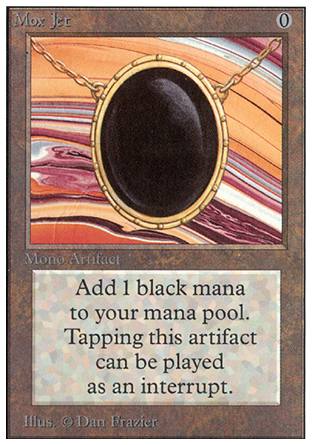 Mox Jet 0
Mono Artifact
Add 1 black mana
to your mana pool.
Tapping this artifact
can be played
as an interrupt.
Illus. © Dan Frazier